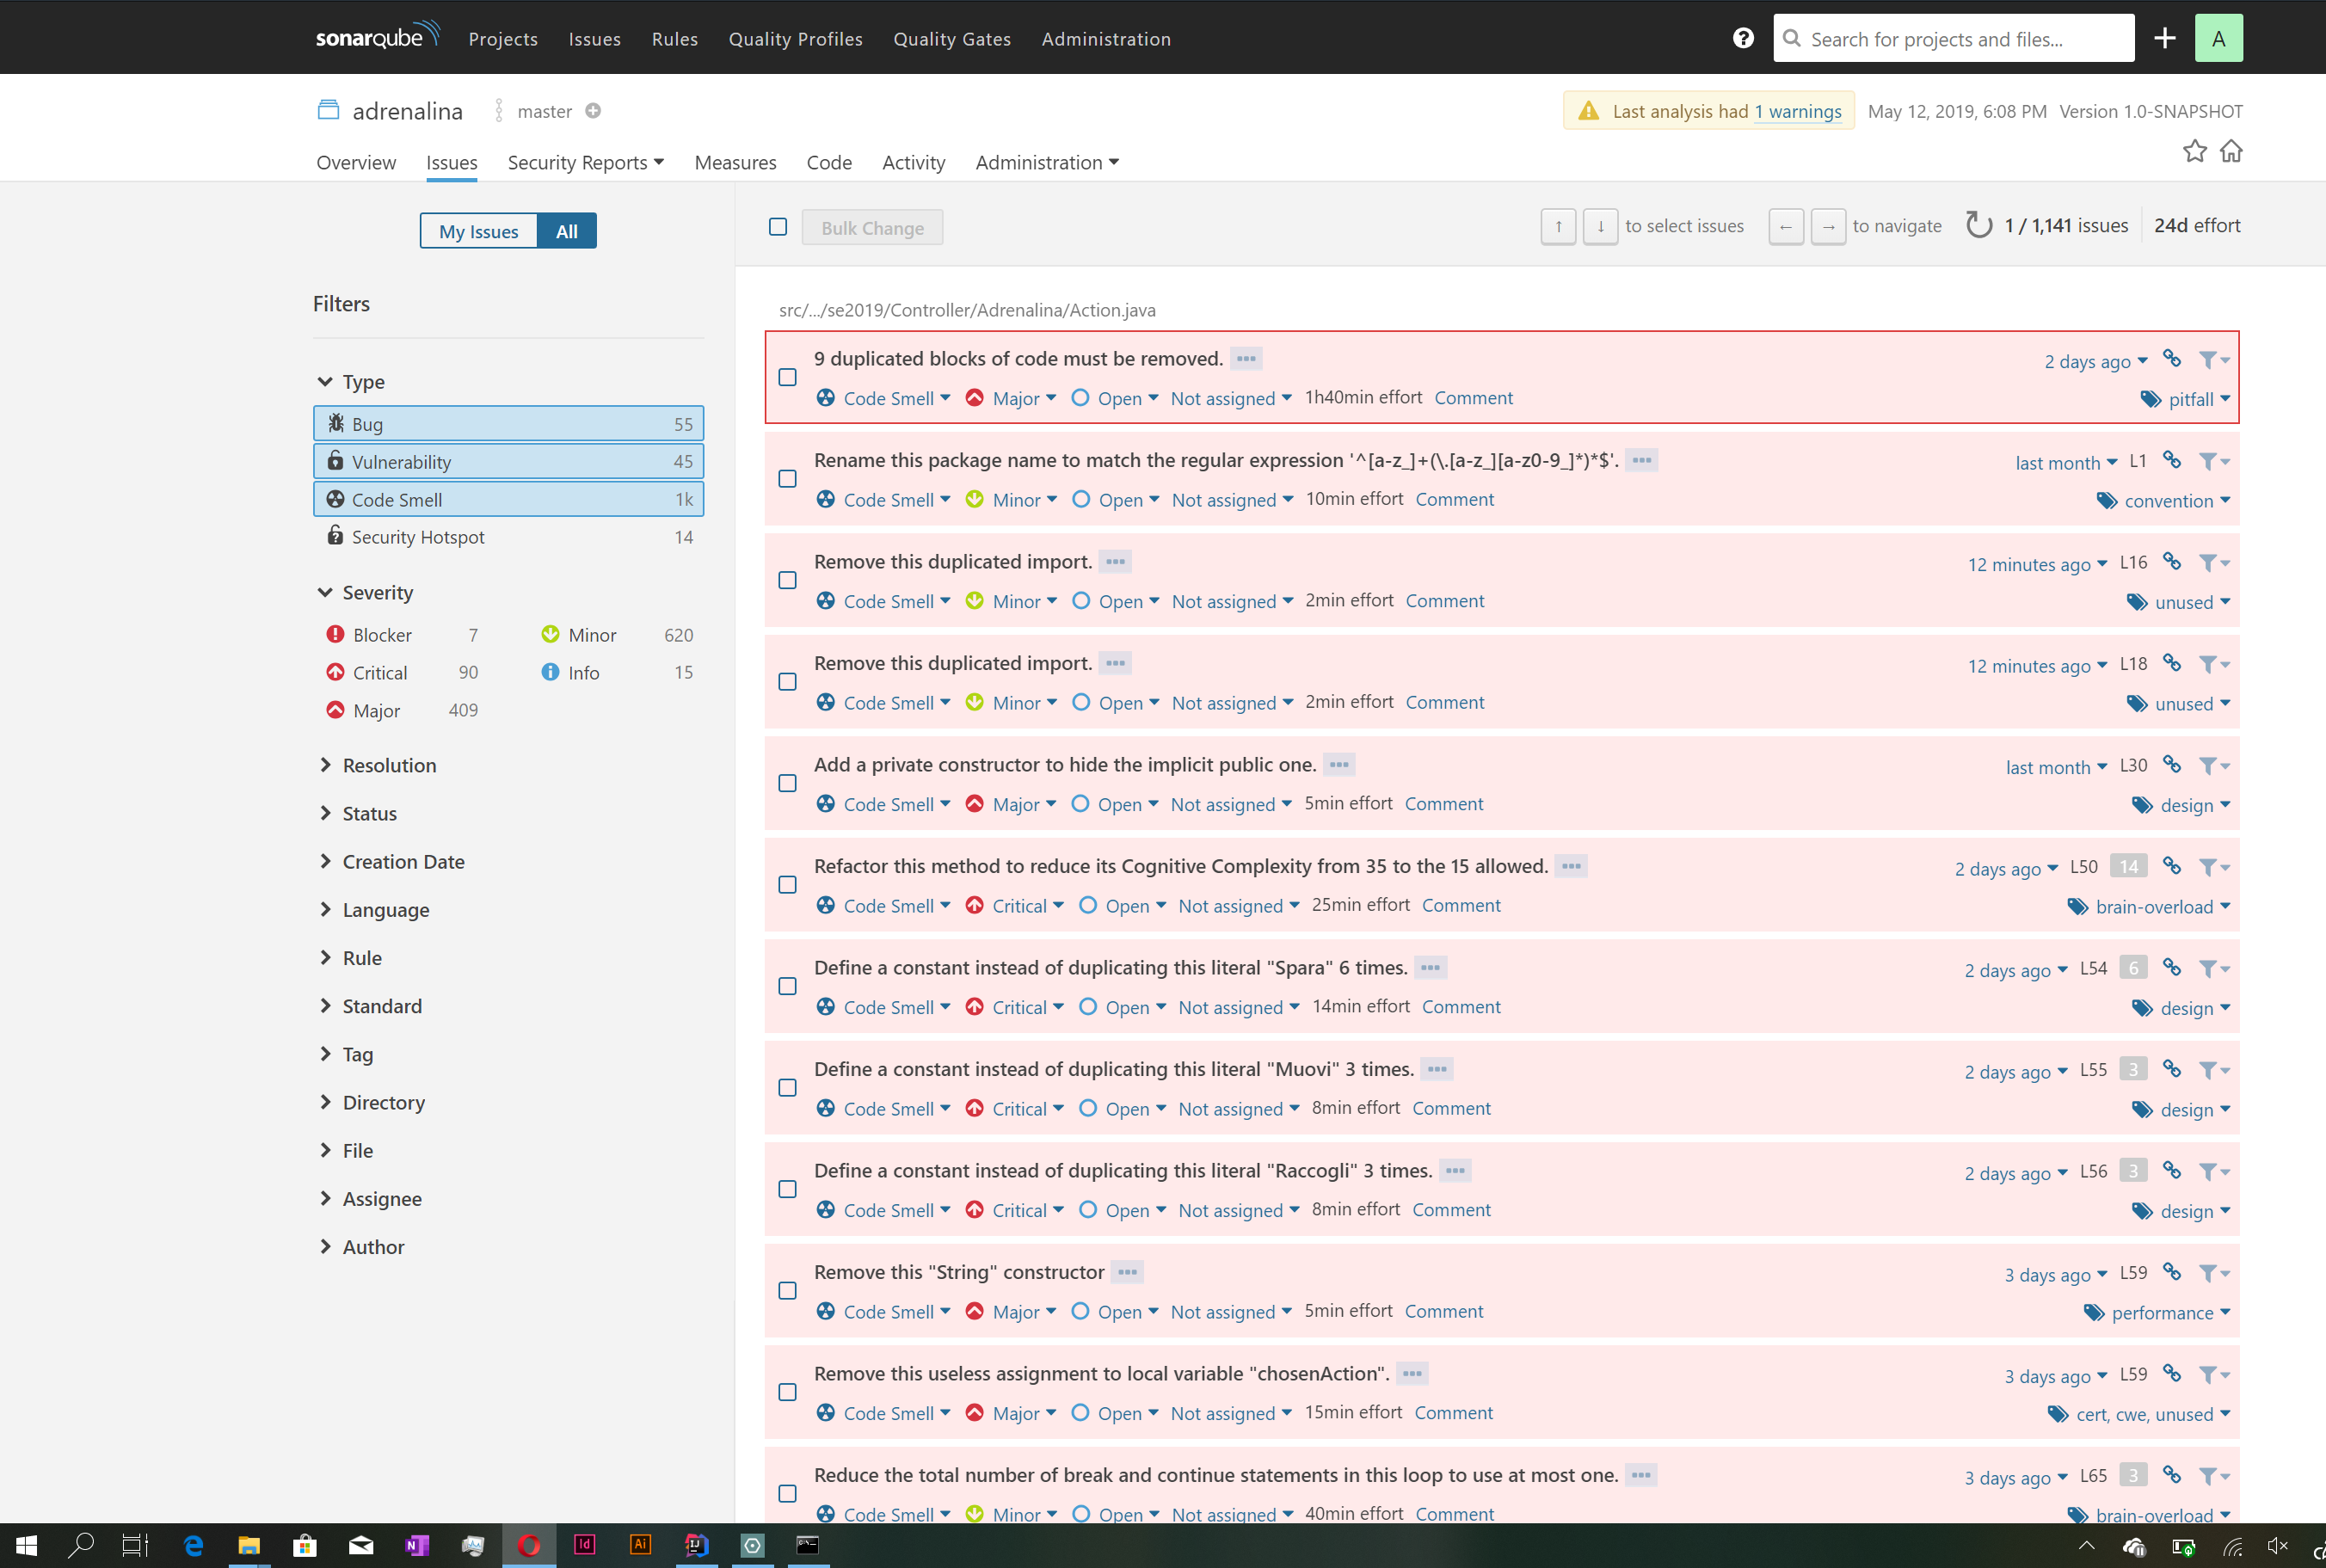 sonarqube Projects Issues Rules Quality Profiles Quality Gates Administration ? Search for projects and files... + A
adrenalina master Last analysis had 1 warnings May 12, 2019, 6:08 PM Version 1.0-SNAPSHOT
Overview Issues Security Reports Measures Code Activity Administration
My Issues All
Bulk Change ↑ ↓ to select issues ← → to navigate 1 / 1,141 issues 24d effort
Filters
Type
Bug 55
Vulnerability 45
Code Smell 1k
Security Hotspot 14
Severity
Blocker 7 Minor 620
Critical 90 Info 15
Major 409
Resolution
Status
Creation Date
Language
Rule
Standard
Tag
Directory
File
Assignee
Author
src/.../se2019/Controller/Adrenalina/Action.java
9 duplicated blocks of code must be removed. ... 2 days ago
Code Smell Major Open Not assigned 1h40min effort Comment pitfall
Rename this package name to match the regular expression '^[a-z_]+(\.[a-z_][a-z0-9_]*)*$'. ... last month L1
Code Smell Minor Open Not assigned 10min effort Comment convention
Remove this duplicated import. ... 12 minutes ago L16
Code Smell Minor Open Not assigned 2min effort Comment unused
Remove this duplicated import. ... 12 minutes ago L18
Code Smell Minor Open Not assigned 2min effort Comment unused
Add a private constructor to hide the implicit public one. ... last month L30
Code Smell Major Open Not assigned 5min effort Comment design
Refactor this method to reduce its Cognitive Complexity from 35 to the 15 allowed. ... 2 days ago L50 14
Code Smell Critical Open Not assigned 25min effort Comment brain-overload
Define a constant instead of duplicating this literal "Spara" 6 times. ... 2 days ago L54 6
Code Smell Critical Open Not assigned 14min effort Comment design
Define a constant instead of duplicating this literal "Muovi" 3 times. ... 2 days ago L55 3
Code Smell Critical Open Not assigned 8min effort Comment design
Define a constant instead of duplicating this literal "Raccogli" 3 times. ... 2 days ago L56 3
Code Smell Critical Open Not assigned 8min effort Comment design
Remove this "String" constructor ... 3 days ago L59
Code Smell Major Open Not assigned 5min effort Comment performance
Remove this useless assignment to local variable "chosenAction". ... 3 days ago L59
Code Smell Major Open Not assigned 15min effort Comment cert, cwe, unused
Reduce the total number of break and continue statements in this loop to use at most one. ... 3 days ago L65 3
Code Smell Minor Open Not assigned 40min effort Comment brain-overload
e N Id Ai IJ